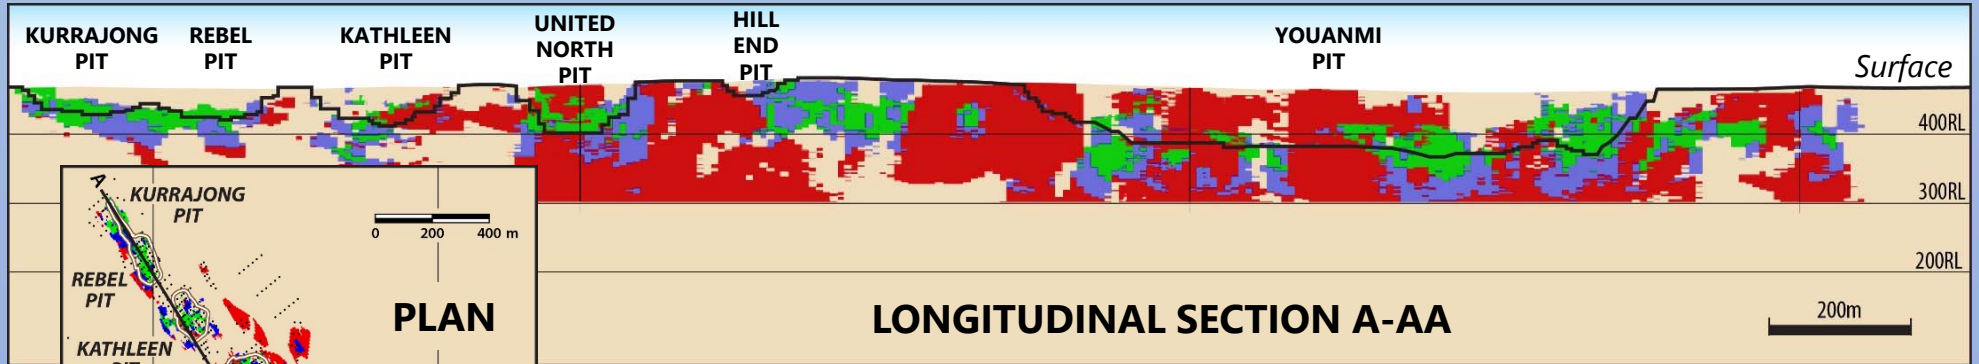 KURRAJONG
PIT
REBEL
PIT
KATHLEEN
PIT
UNITED
NORTH
PIT
HILL
END
PIT
YOUANMI
PIT
Surface
400RL
300RL
200RL
A
KURRAJONG
PIT
0 200 400 m
REBEL
PIT
KATHLEEN
PIT
PLAN
LONGITUDINAL SECTION A-AA
200m